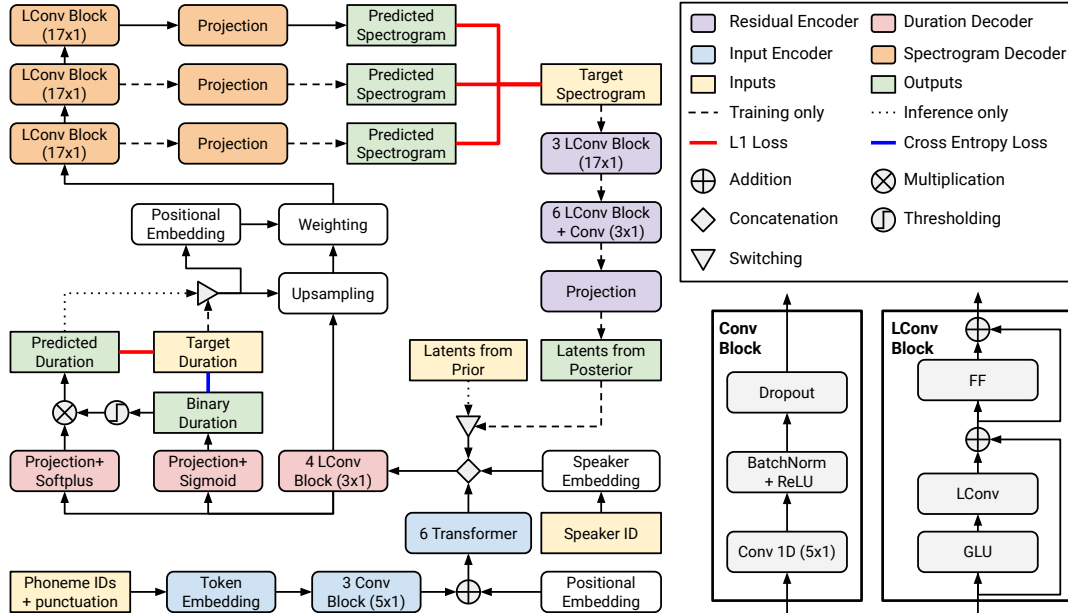 LConv Block
(17x1)
Projection
Predicted
Spectrogram
LConv Block
(17x1)
Projection
Predicted
Spectrogram
LConv Block
(17x1)
Projection
Predicted
Spectrogram
Target
Spectrogram
3 LConv Block
(17x1)
6 LConv Block
+ Conv (3x1)
Projection
Latents from
Posterior
Latents from
Prior
Positional
Embedding
Weighting
Upsampling
Predicted
Duration
Target
Duration
Binary
Duration
Projection+
Softplus
Projection+
Sigmoid
4 LConv
Block (3x1)
Speaker
Embedding
Speaker ID
6 Transformer
Phoneme IDs
+ punctuation
Token
Embedding
3 Conv
Block (5x1)
Positional
Embedding
Residual Encoder
Duration Decoder
Input Encoder
Spectrogram Decoder
Inputs
Outputs
Training only
Inference only
L1 Loss
Cross Entropy Loss
Addition
Multiplication
Concatenation
Thresholding
Switching
Conv
Block
Dropout
BatchNorm
+ ReLU
Conv 1D (5x1)
LConv
Block
FF
LConv
GLU